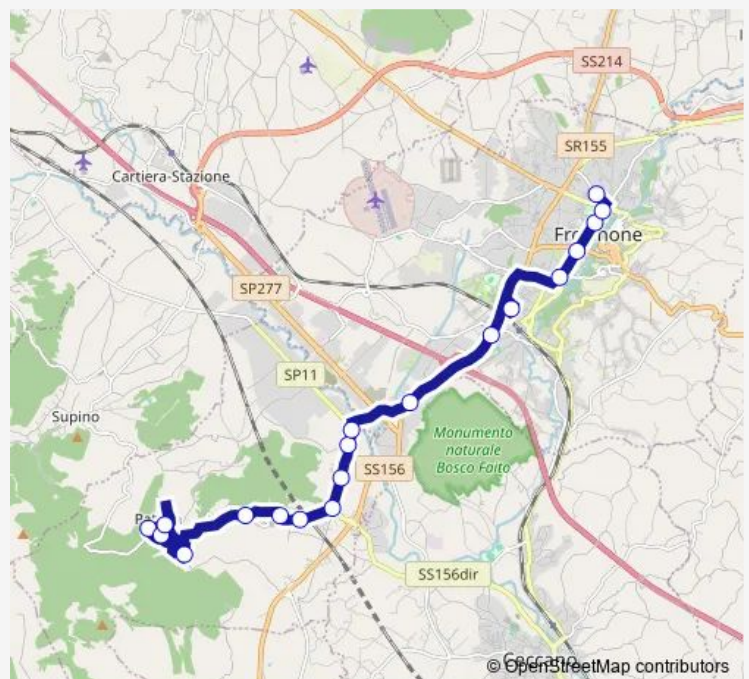 SS214
SR155
Cartiera-Stazione
SP277
SP11
Supino
Monumento
naturale
Bosco Faito
SS156
SS156dir
© OpenStreetMap contributors